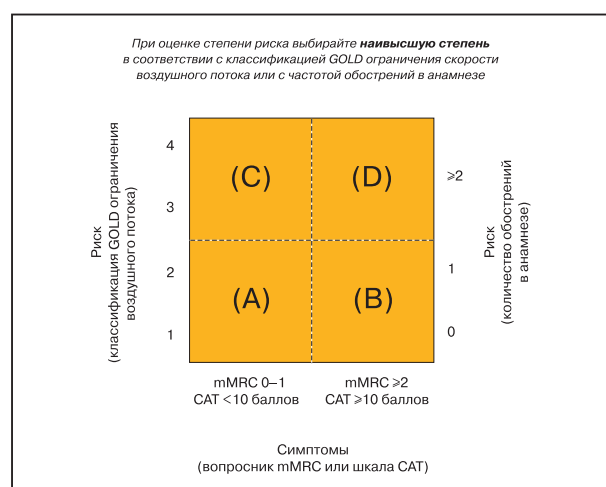 При оценке степени риска выбирайте наивысшую степень
в соответствии с классификацией GOLD ограничения скорости
воздушного потока или с частотой обострений в анамнезе
Риск
(классификация GOLD ограничения
воздушного потока)
4
3
2
1
(C)
(D)
(A)
(B)
≥2
1
0
Риск
(количество обострений
в анамнезе)
mMRC 0–1
CAT <10 баллов
mMRC ≥2
CAT ≥10 баллов
Симптомы
(вопросник mMRC или шкала CAT)